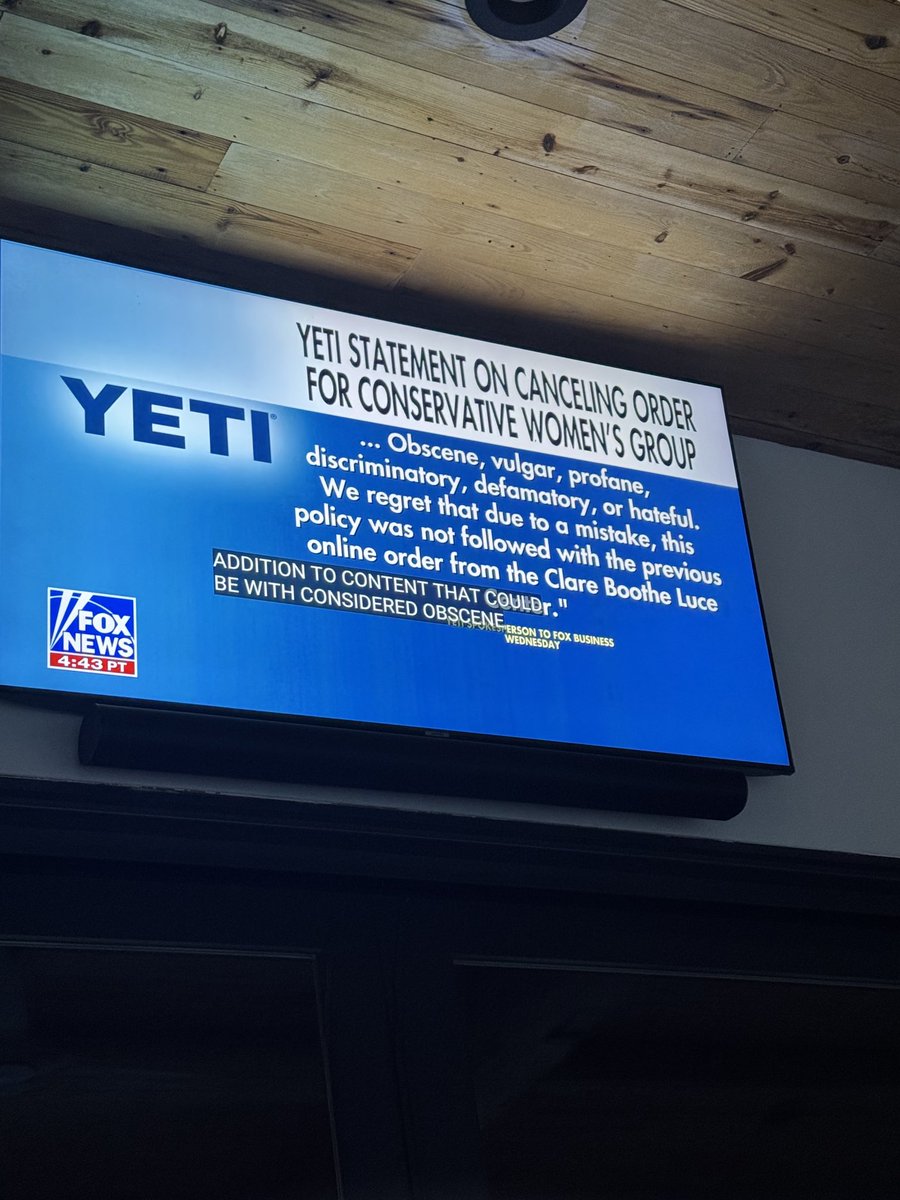 YETI STATEMENT ON CANCELING ORDER
FOR CONSERVATIVE WOMEN'S GROUP
YETI®
... Obscene, vulgar, profane,
discriminatory, defamatory, or hateful.
We regret that due to a mistake, this
policy was not followed with the previous
online order from the Clare Boothe Luce
ADDITION TO CONTENT THAT COULD
BE WITH CONSIDERED OBSCENE
YETI SPOKESPERSON TO FOX BUSINESS
WEDNESDAY
FOX
NEWS
4:43 PT